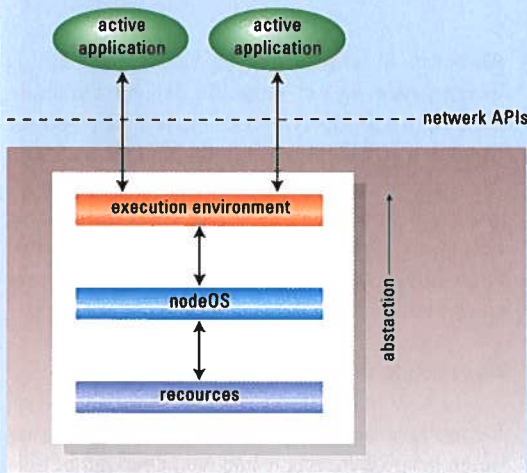 active
application
active
application
netwerk APIs
execution environment
nodeOS
abstaction
recources